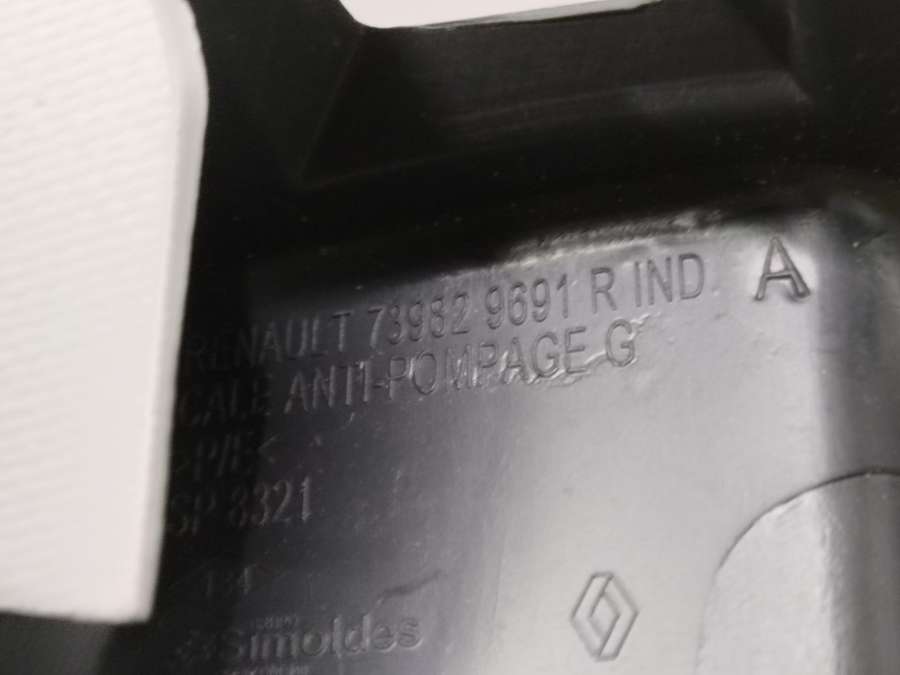 RENAULT 73982 9691 R IND A
CALE ANTI-POMPAGE G
>P/E<
SP 8321
Simoldes